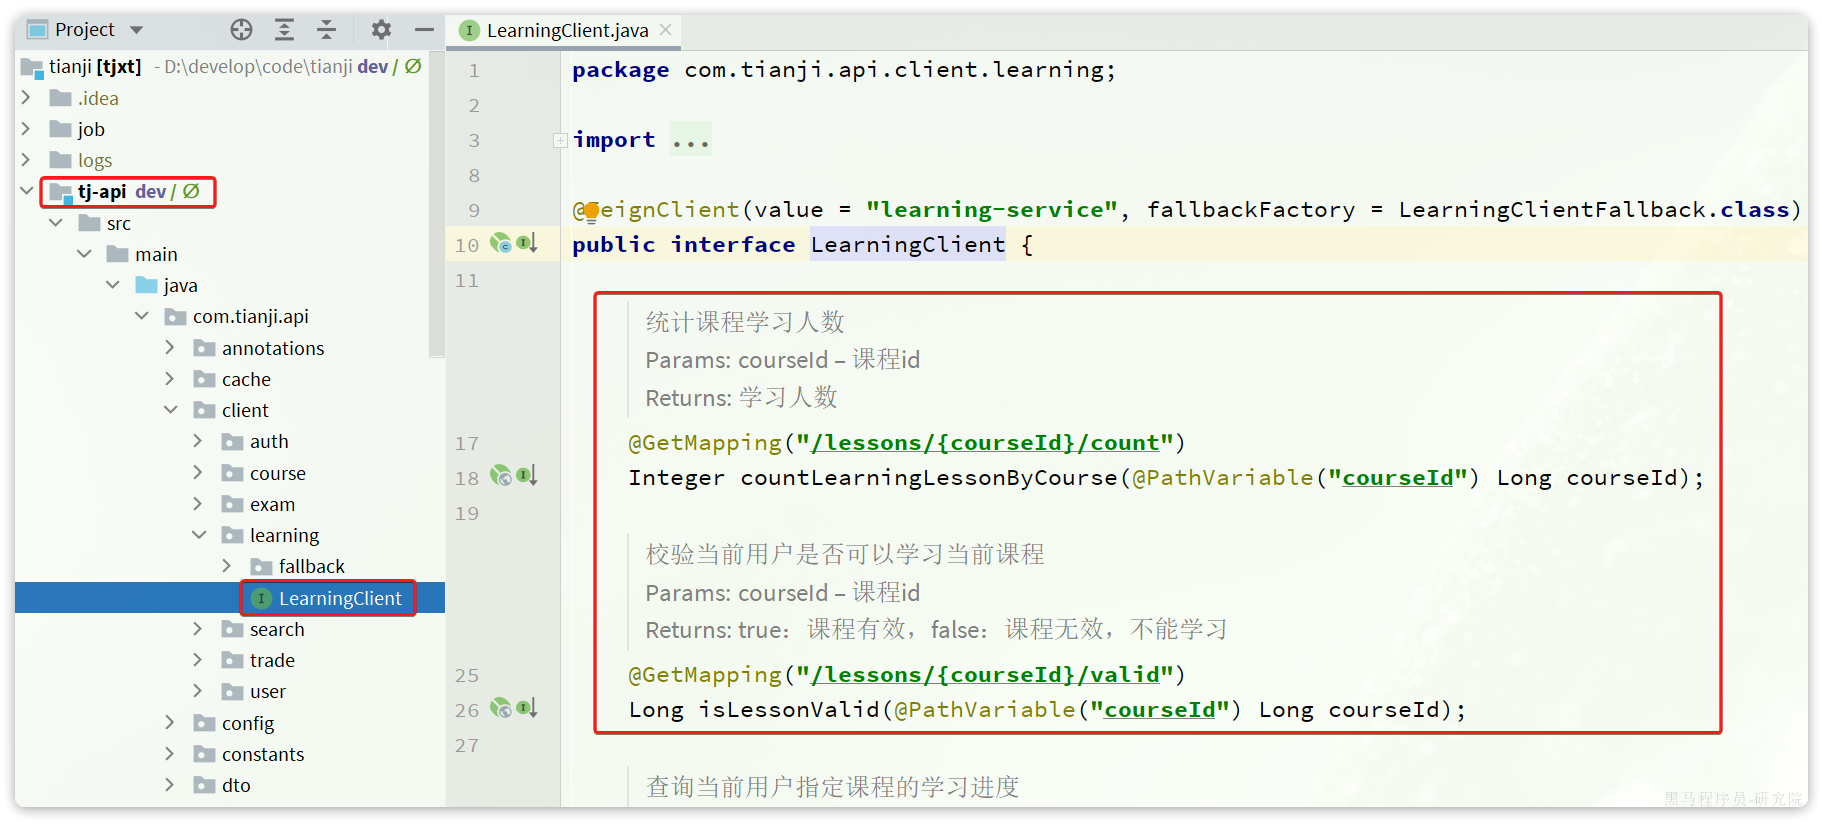 Project
tianji [tjxt] - D:\develop\code\tianji dev / Ø
.idea
job
logs
tj-api dev / Ø
src
main
java
com.tianji.api
annotations
cache
client
auth
course
exam
learning
fallback
LearningClient
search
trade
user
config
constants
dto
LearningClient.java
1 package com.tianji.api.client.learning;
2
3 import ...
8
9 @FeignClient(value = "learning-service", fallbackFactory = LearningClientFallback.class)
10 public interface LearningClient {
11
统计课程学习人数
Params: courseId – 课程id
Returns: 学习人数
17 @GetMapping("/lessons/{courseId}/count")
18 Integer countLearningLessonByCourse(@PathVariable("courseId") Long courseId);
19
校验当前用户是否可以学习当前课程
Params: courseId – 课程id
Returns: true：课程有效，false：课程无效，不能学习
25 @GetMapping("/lessons/{courseId}/valid")
26 Long isLessonValid(@PathVariable("courseId") Long courseId);
27
查询当前用户指定课程的学习进度
黑马程序员-研究院